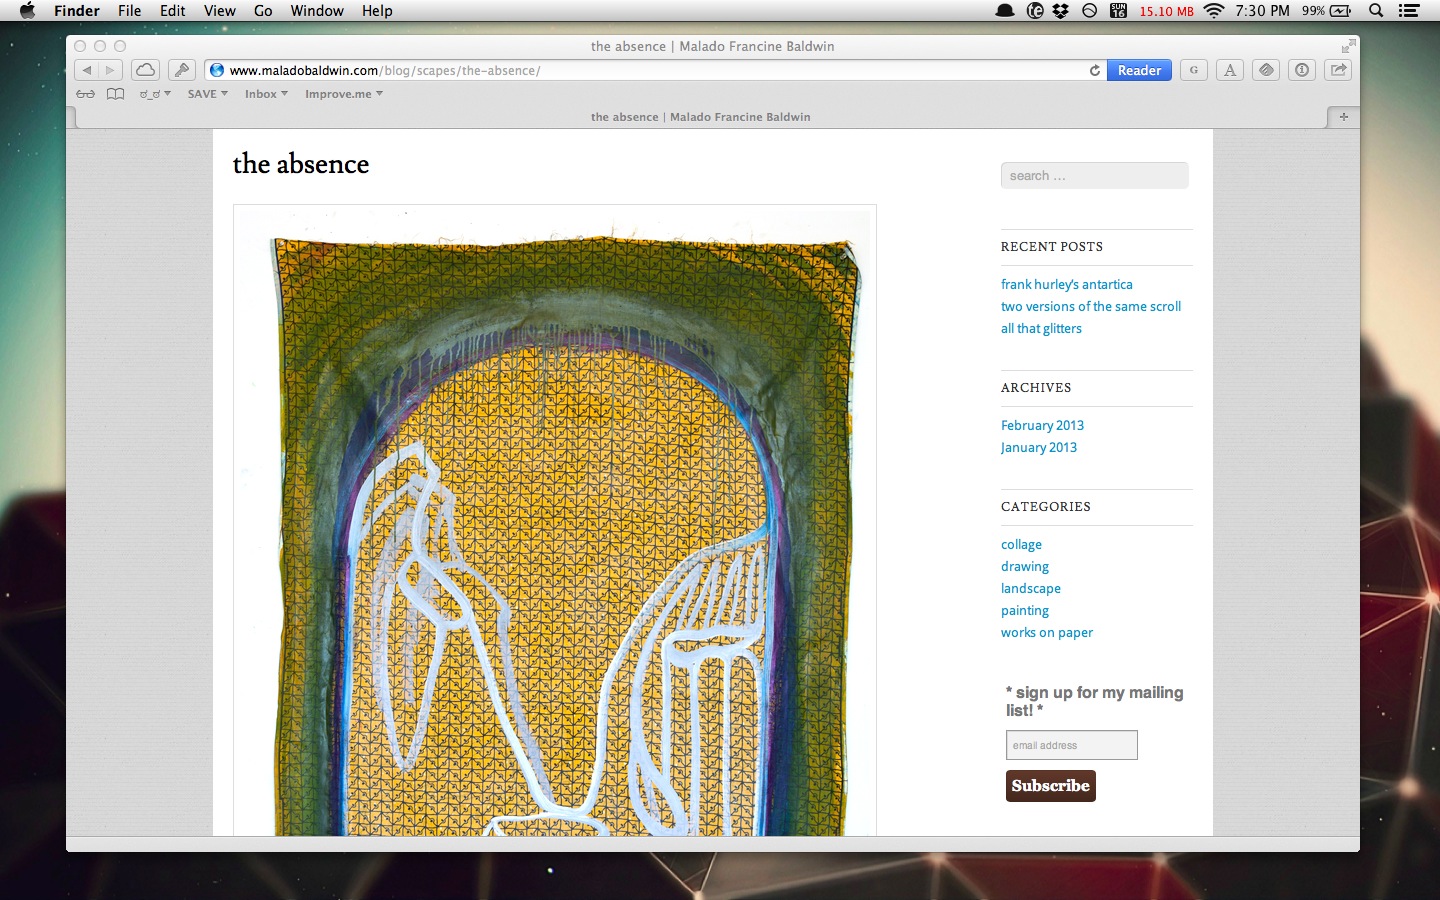 Finder File Edit View Go Window Help
SUN 16 15.10 MB 7:30 PM 99%
the absence | Malado Francine Baldwin
www.maladobaldwin.com/blog/scapes/the-absence/ Reader G A
ಠ_ಠ SAVE Inbox Improve.me
the absence | Malado Francine Baldwin +
the absence
search ...
RECENT POSTS
frank hurley's antartica
two versions of the same scroll
all that glitters
ARCHIVES
February 2013
January 2013
CATEGORIES
collage
drawing
landscape
painting
works on paper
* sign up for my mailing
list! *
email address
Subscribe